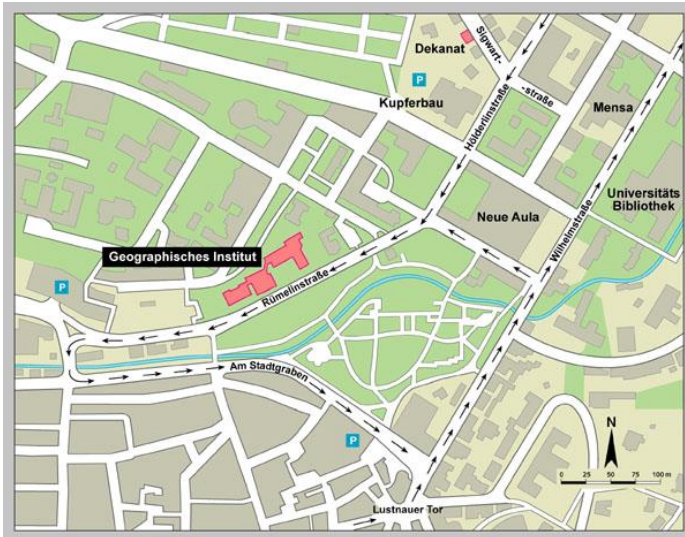 Dekanat
Sigwart-
-straße
P
Kupferbau
Hölderlinstraße
Mensa
Neue Aula
Universitäts
Bibliothek
Wilhelmstraße
Geographisches Institut
P
Rümelinstraße
Am Stadtgraben
P
Lustnauer Tor
N
0 25 50 75 100 m